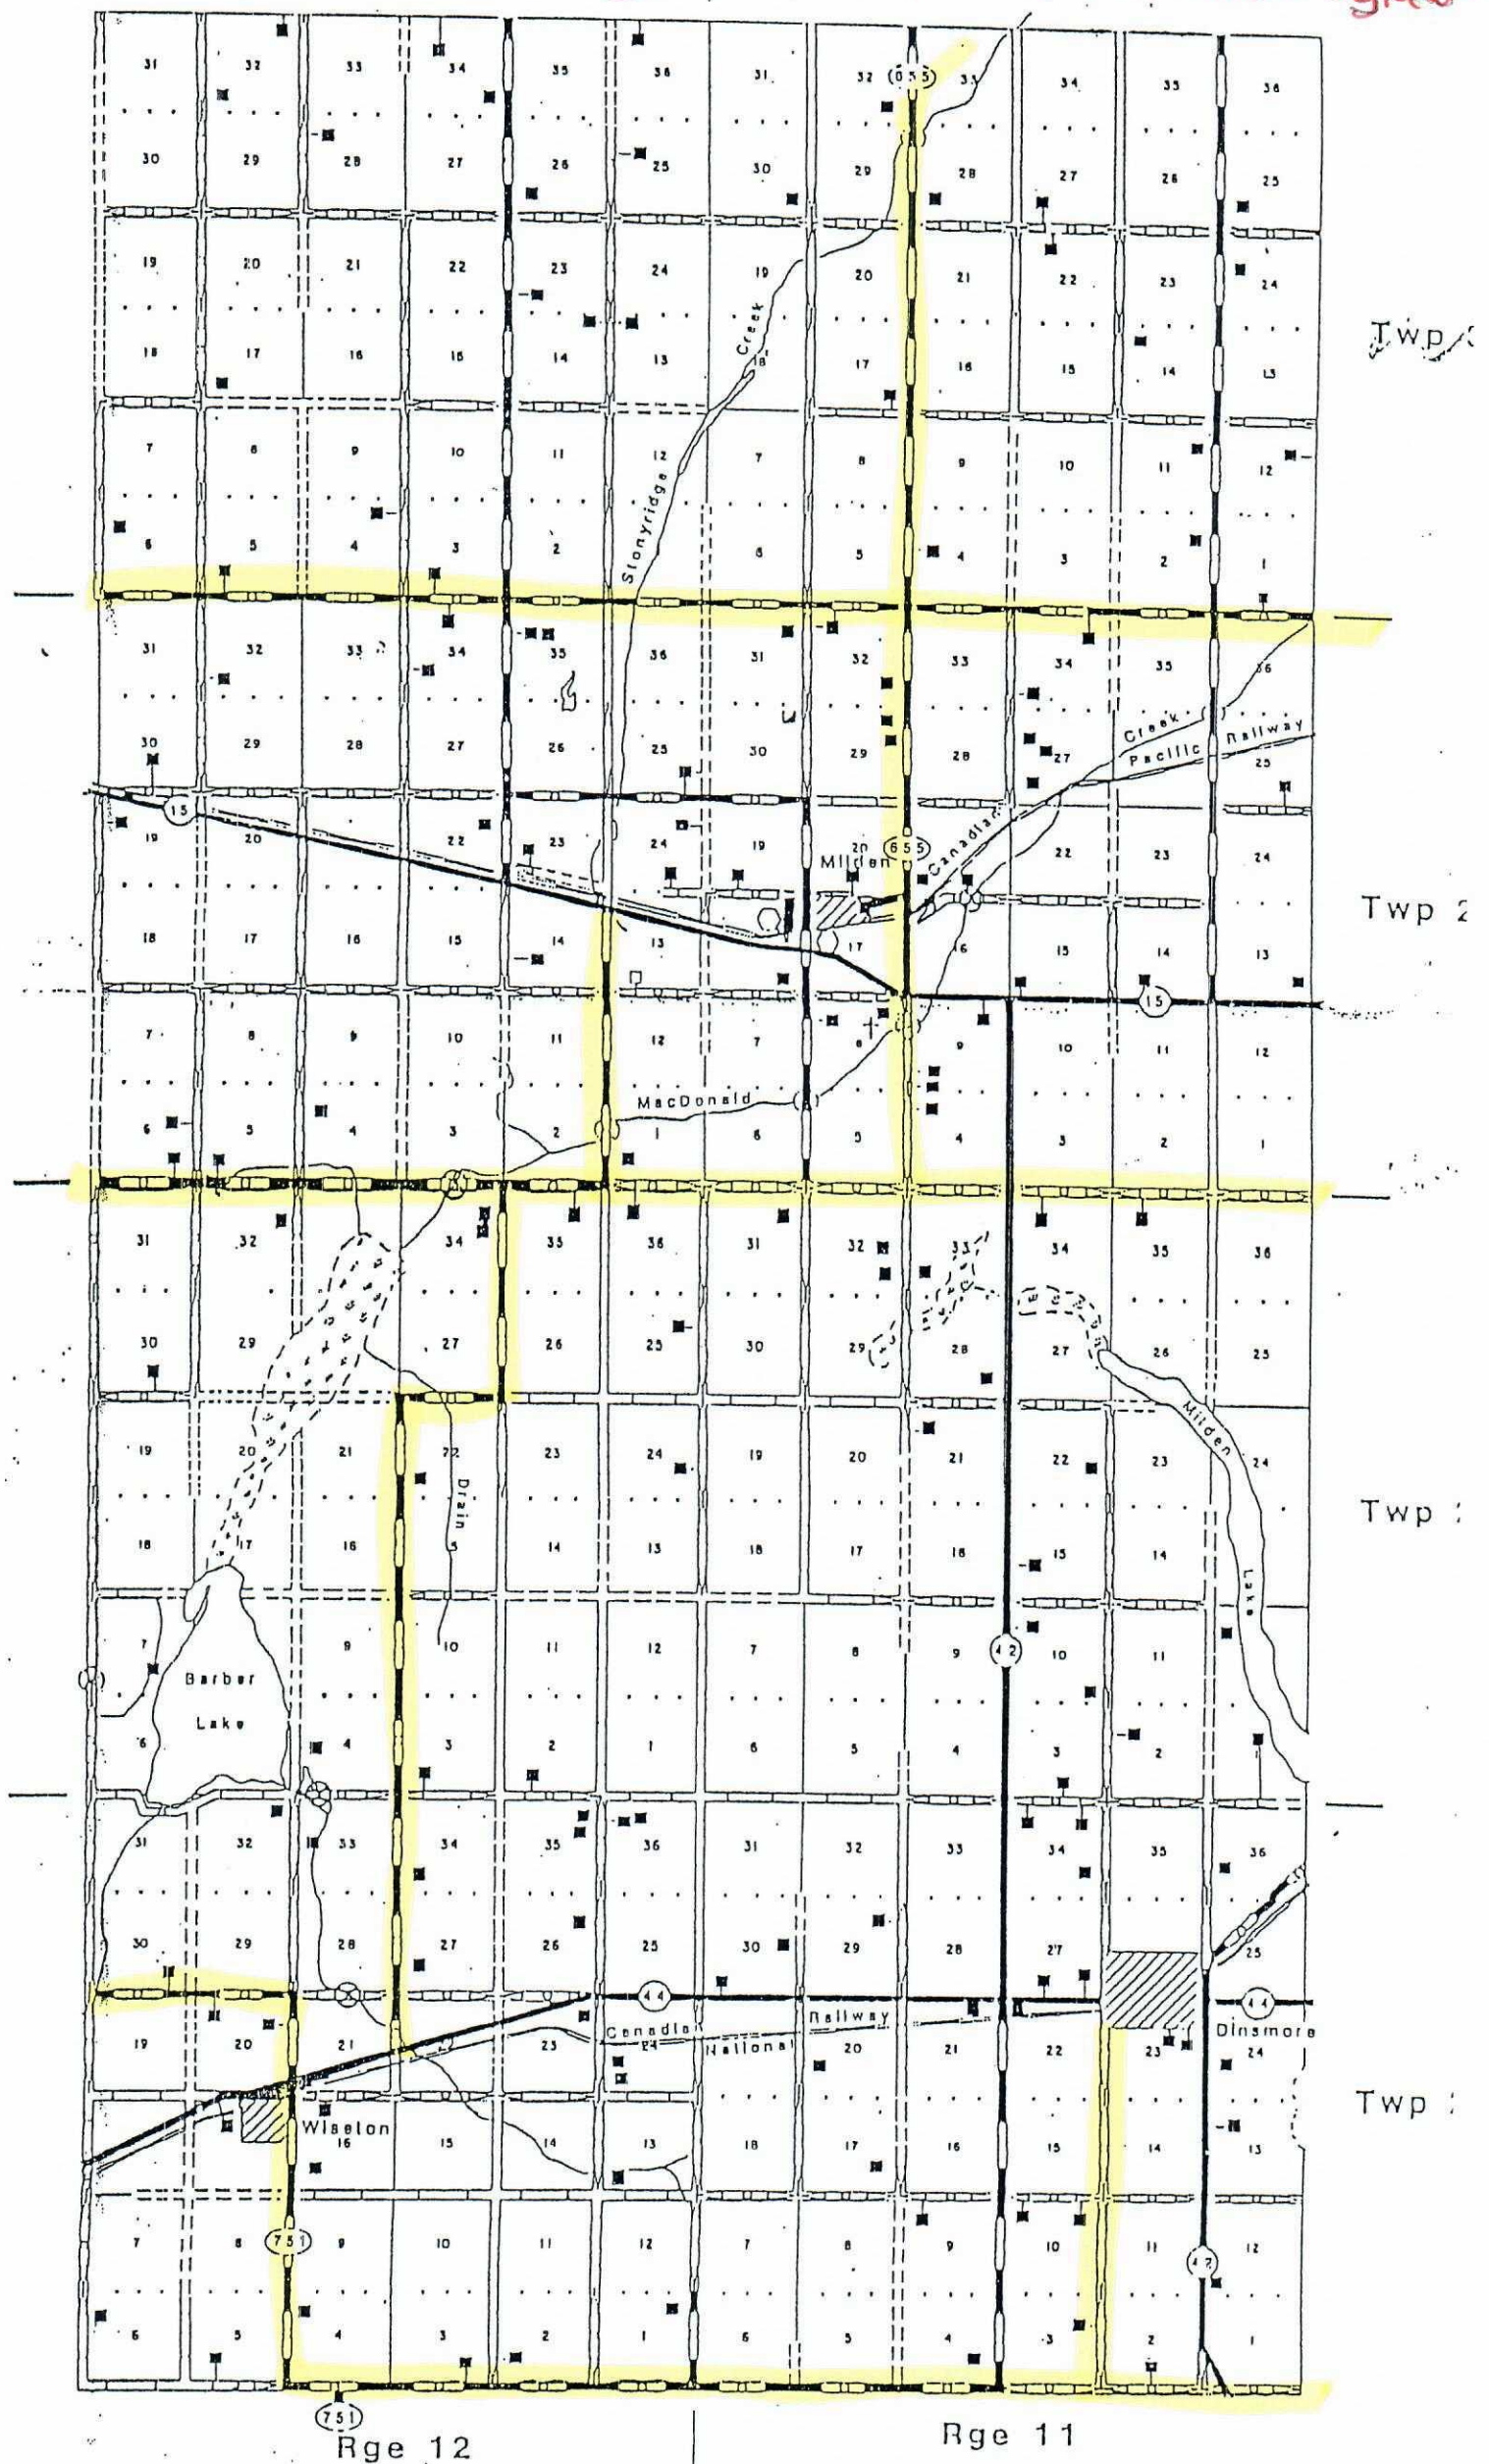 31 32 33 34 35 36 31 32 33 34 35 36
30 29 28 27 26 25 30 29 28 27 26 25
19 20 21 22 23 24 19 20 21 22 23 24
Creek
Twp
18 17 16 15 14 13 18 17 16 15 14 13
7 8 9 10 11 12 7 8 9 10 11 12
Stonyridge
6 5 4 3 2 6 5 4 3 2 1
31 32 33 34 35 36 31 32 33 34 35 36
Creek
Pacific Railway
30 29 28 27 26 25 30 29 28 27 25
15
Canadian
19 20 22 23 24 19 20 655 22 23 24
Milden
Twp 2
18 17 16 15 14 13 17 16 15 14 13
15
7 8 9 10 11 12 7 8 9 10 11 12
MacDonald
6 5 4 3 2 1 6 5 4 3 2 1
31 32 34 35 36 31 32 33 34 35 36
30 29 27 26 25 30 29 28 27 26 25
Milden
19 20 21 22 23 24 19 20 21 22 23 24
Drain
Twp
18 17 16 5 14 13 18 17 16 15 14
Lake
7 9 10 11 12 7 8 9 42 10 11
Barber
Lake
6 4 3 2 1 6 5 4 3 2
31 32 33 34 35 36 31 32 33 34 35 36
30 29 28 27 26 25 30 29 28 27 25
44 44
Canadian National Railway
Dinsmore
19 20 21 23 24 20 21 22 23 24
Twp
Wiseton
16 15 14 13 18 17 16 15 14 13
7 8 751 9 10 11 12 7 8 9 10 11 42 12
6 5 4 3 2 1 6 5 4 3 2 1
751
Rge 12 Rge 11